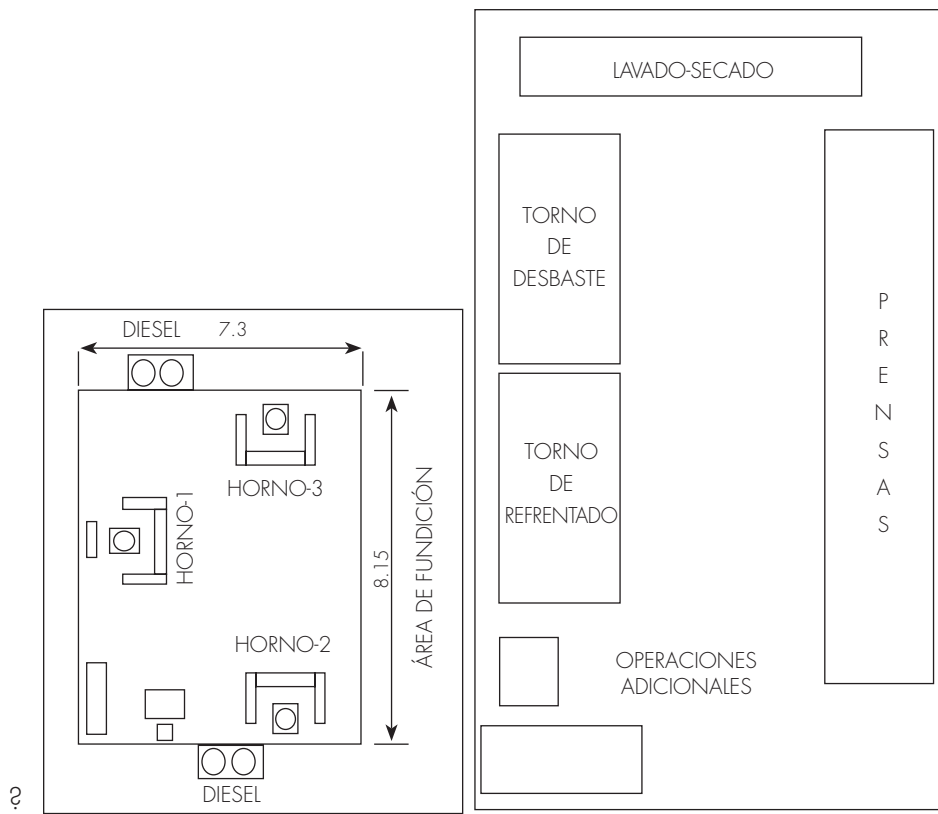 LAVADO-SECADO
TORNO
DE
DESBASTE
TORNO
DE
REFRENTADO
P
R
E
N
S
A
S
OPERACIONES
ADICIONALES
DIESEL 7.3
HORNO-3
HORNO-1
HORNO-2
8.15
ÁREA DE FUNDICIÓN
DIESEL
?